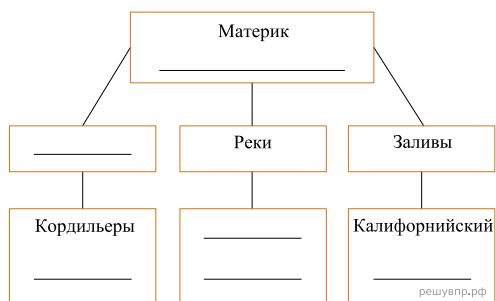 Материк
Реки
Заливы
Кордильеры
Калифорнийский
решувпр.рф